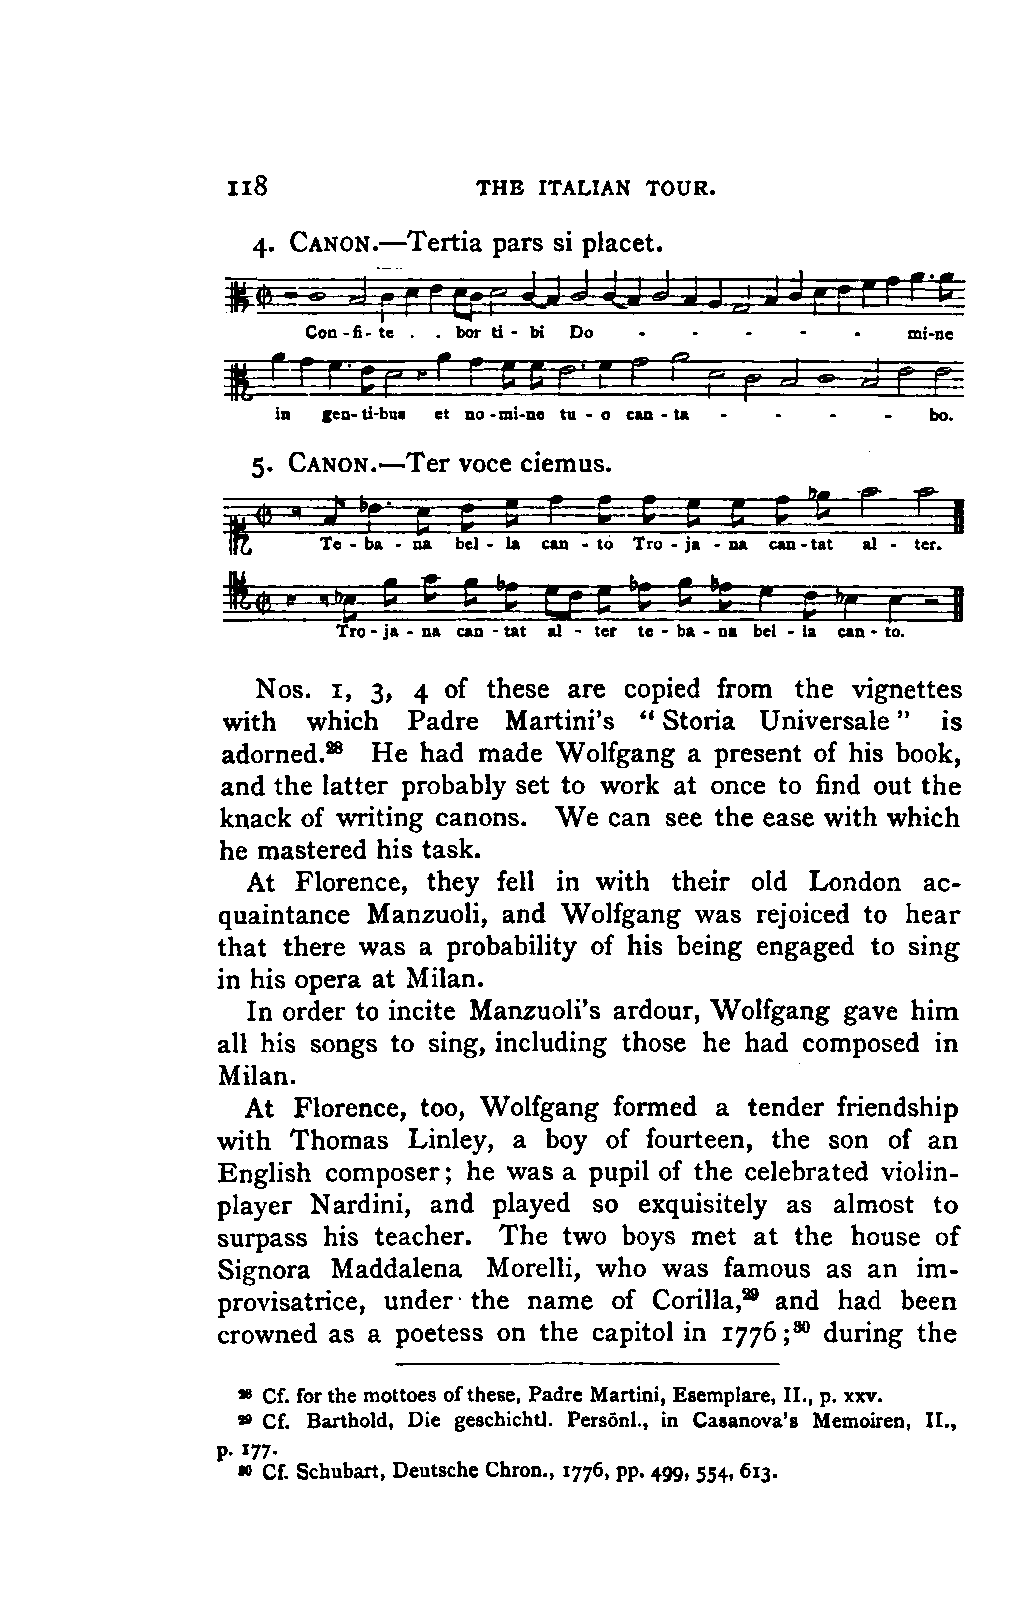 118 THE ITALIAN TOUR.
4. CANON.—Tertia pars si placet.
Con - fi - te . . bor ti - bi Do - - - - - mi-ne
in gen-ti-bus et no-mi-ne tu - o can - ta - - - - bo.
5. CANON.—Ter voce ciemus.
Te - ba - na bel - la can - to Tro - ja - na can - tat al - ter.
Tro - ja - na can - tat al - ter te - ba - na bel - la can - to.
Nos. 1, 3, 4 of these are copied from the vignettes
with which Padre Martini's “ Storia Universale ” is
adorned.²⁸ He had made Wolfgang a present of his book,
and the latter probably set to work at once to find out the
knack of writing canons. We can see the ease with which
he mastered his task.
At Florence, they fell in with their old London ac-
quaintance Manzuoli, and Wolfgang was rejoiced to hear
that there was a probability of his being engaged to sing
in his opera at Milan.
In order to incite Manzuoli's ardour, Wolfgang gave him
all his songs to sing, including those he had composed in
Milan.
At Florence, too, Wolfgang formed a tender friendship
with Thomas Linley, a boy of fourteen, the son of an
English composer; he was a pupil of the celebrated violin-
player Nardini, and played so exquisitely as almost to
surpass his teacher. The two boys met at the house of
Signora Maddalena Morelli, who was famous as an im-
provisatrice, under the name of Corilla,²⁹ and had been
crowned as a poetess on the capitol in 1776;³⁰ during the
²⁸ Cf. for the mottoes of these, Padre Martini, Esemplare, II., p. xxv.
²⁹ Cf. Barthold, Die geschichtl. Persönl., in Casanova's Memoiren, II.,
p. 177.
³⁰ Cf. Schubart, Deutsche Chron., 1776, pp. 499, 554, 613.